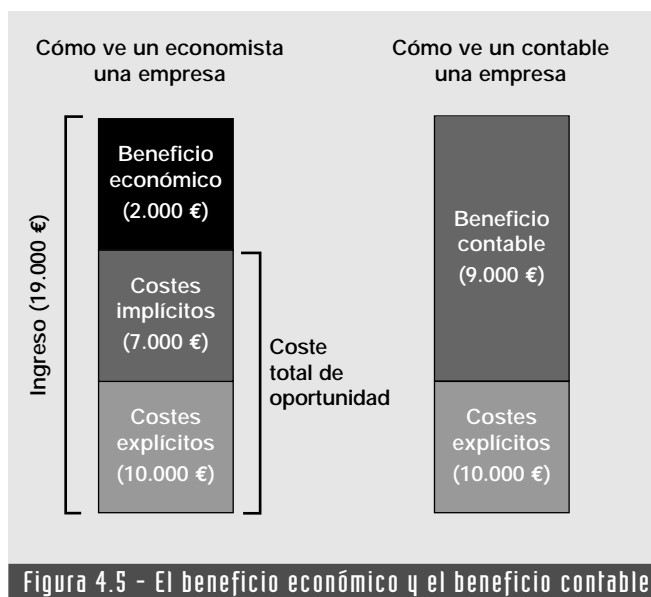 Cómo ve un economista
una empresa
Cómo ve un contable
una empresa
Ingreso (19.000 €)
Beneficio
económico
(2.000 €)
Costes
implícitos
(7.000 €)
Costes
explícitos
(10.000 €)
Coste
total de
oportunidad
Beneficio
contable
(9.000 €)
Costes
explícitos
(10.000 €)
Figura 4.5 - El beneficio económico y el beneficio contable